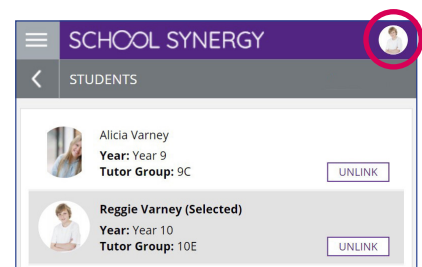 SCHOOL SYNERGY
STUDENTS
Alicia Varney
Year: Year 9
Tutor Group: 9C
UNLINK
Reggie Varney (Selected)
Year: Year 10
Tutor Group: 10E
UNLINK